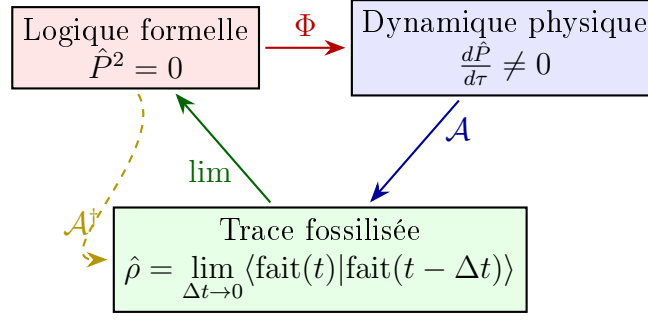 Logique formelle
P̂² = 0
Φ
Dynamique physique
dP̂/dτ ≠ 0
𝒜
lim
𝒜†
Trace fossilisée
ρ̂ = lim_{Δt→0}⟨fait(t)|fait(t − Δt)⟩